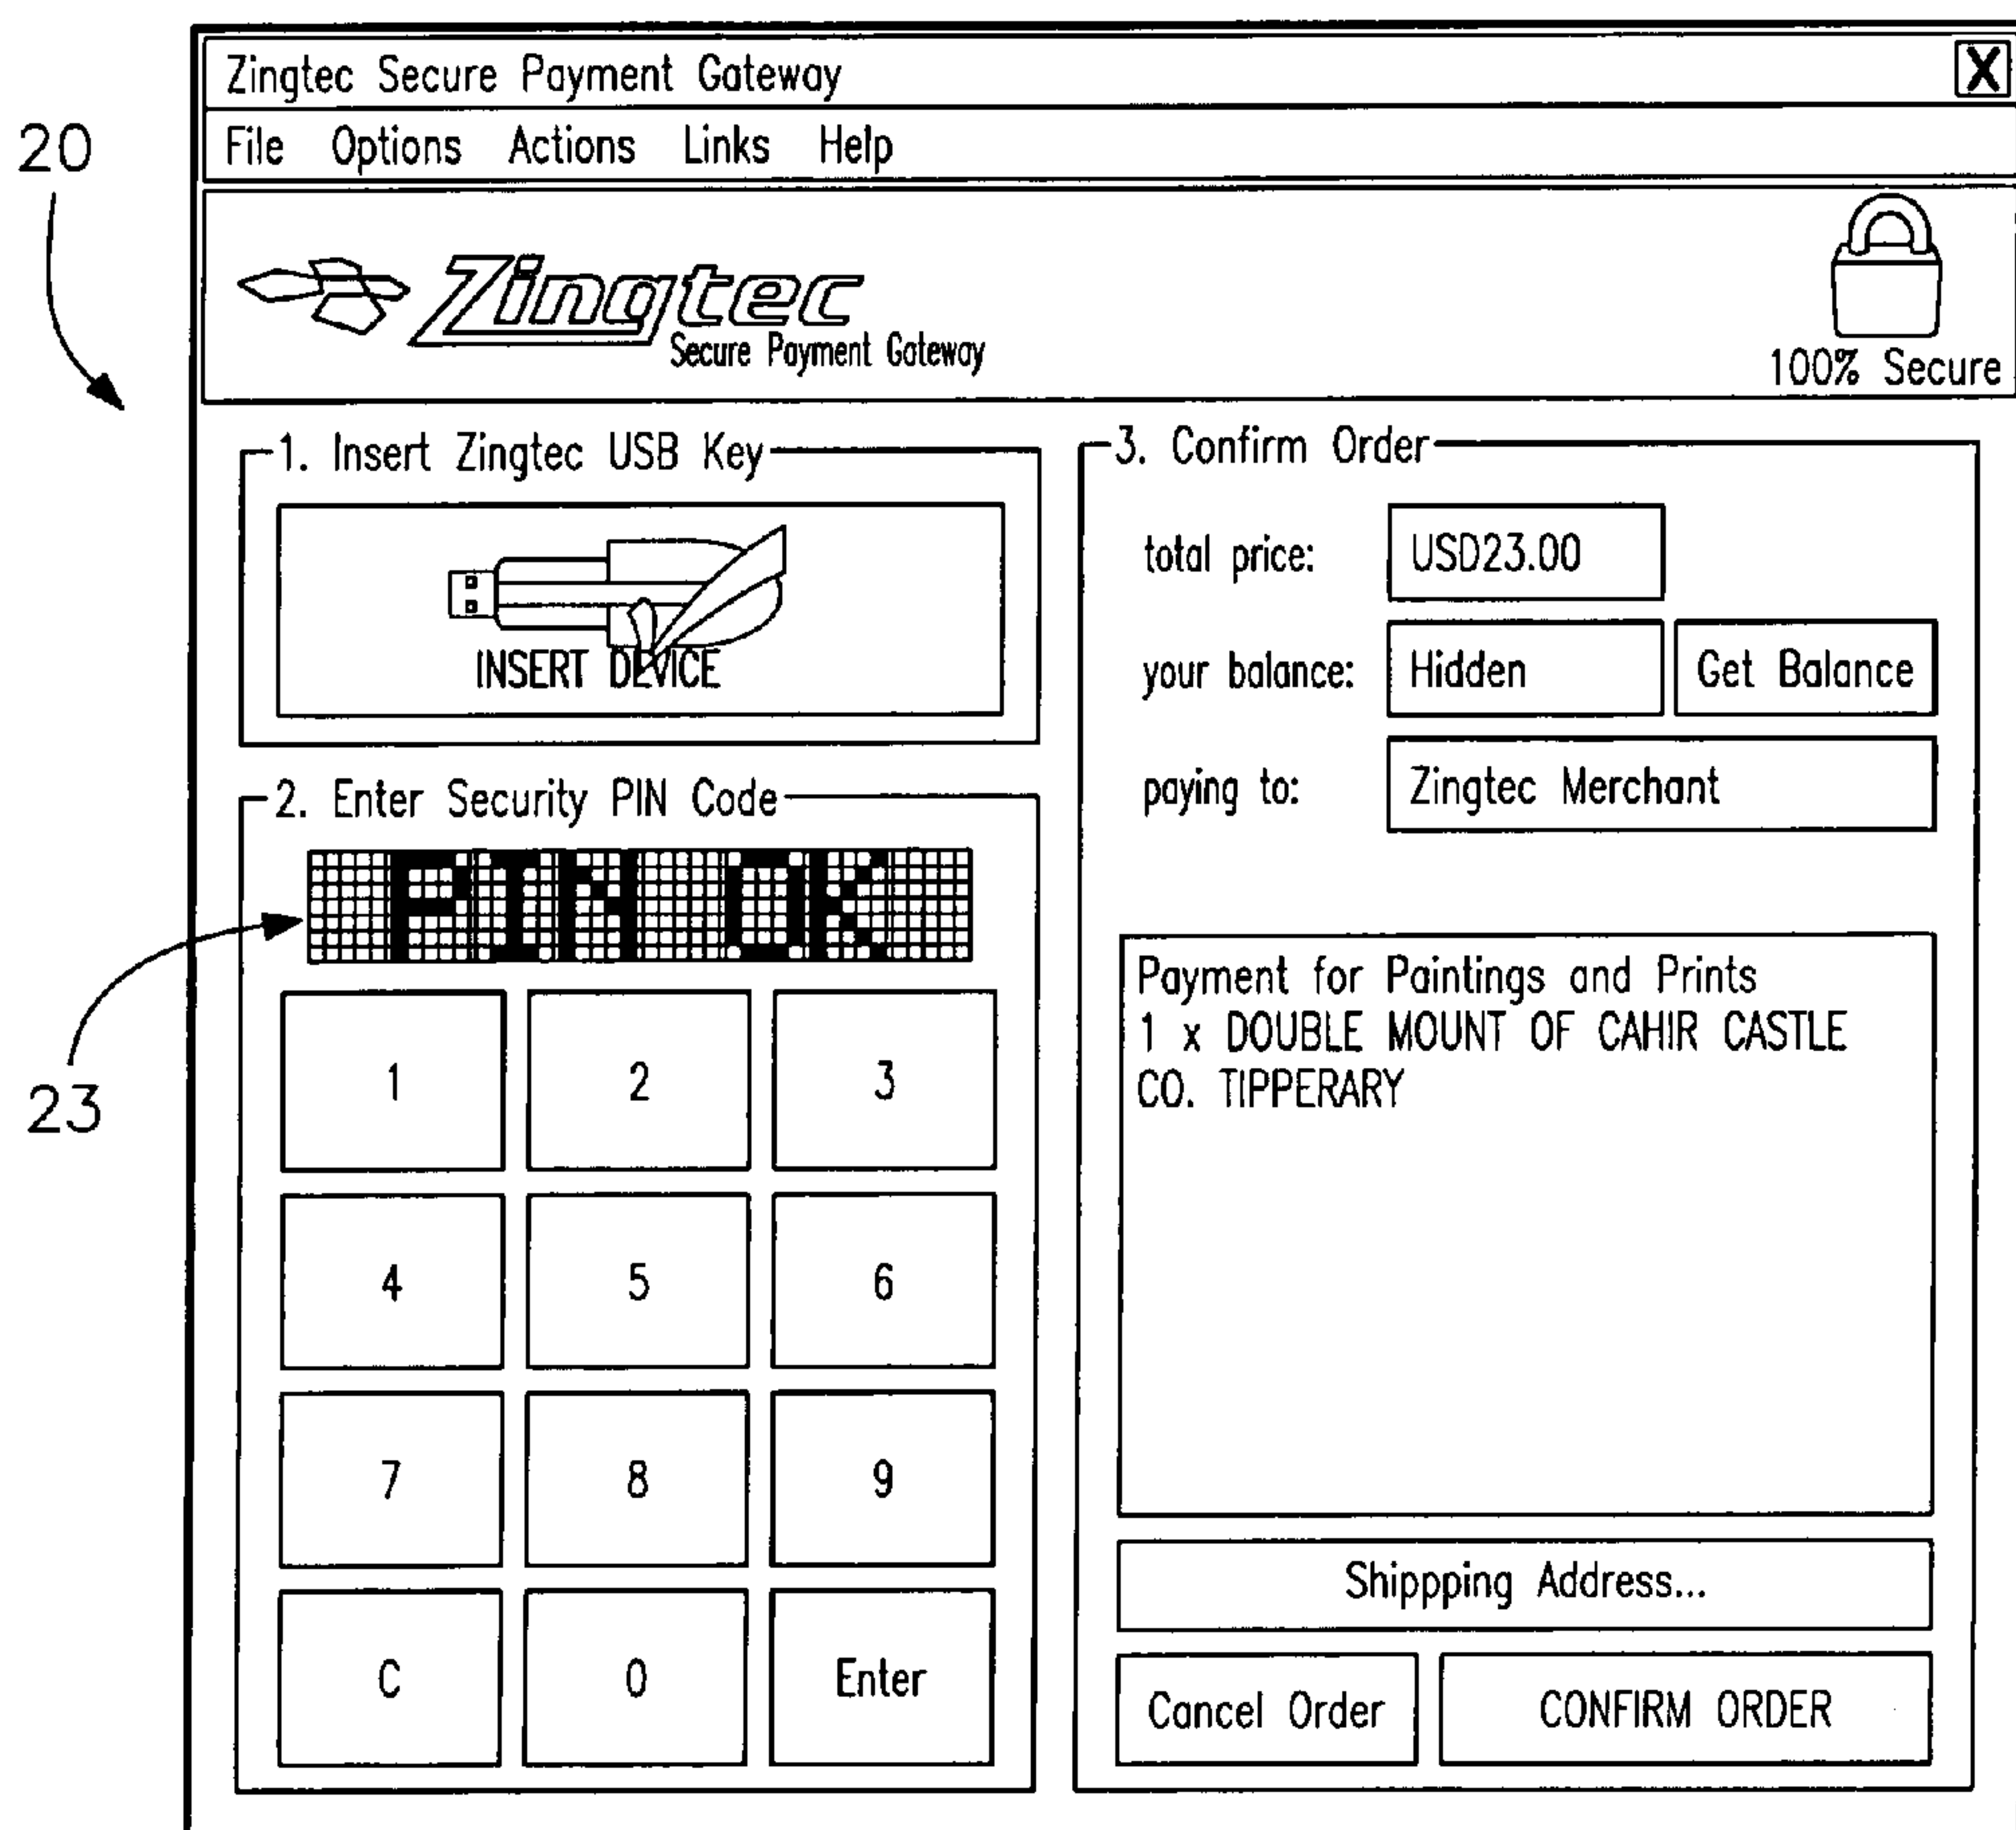 Zingtec Secure Payment Gateway X
File Options Actions Links Help
20
Zingtec
Secure Payment Gateway
100% Secure
1. Insert Zingtec USB Key
INSERT DEVICE
2. Enter Security PIN Code
PIN OK
23
1 2 3
4 5 6
7 8 9
C 0 Enter
3. Confirm Order
total price: USD23.00
your balance: Hidden Get Balance
paying to: Zingtec Merchant
Payment for Paintings and Prints
1 x DOUBLE MOUNT OF CAHIR CASTLE
CO. TIPPERARY
Shippping Address...
Cancel Order CONFIRM ORDER